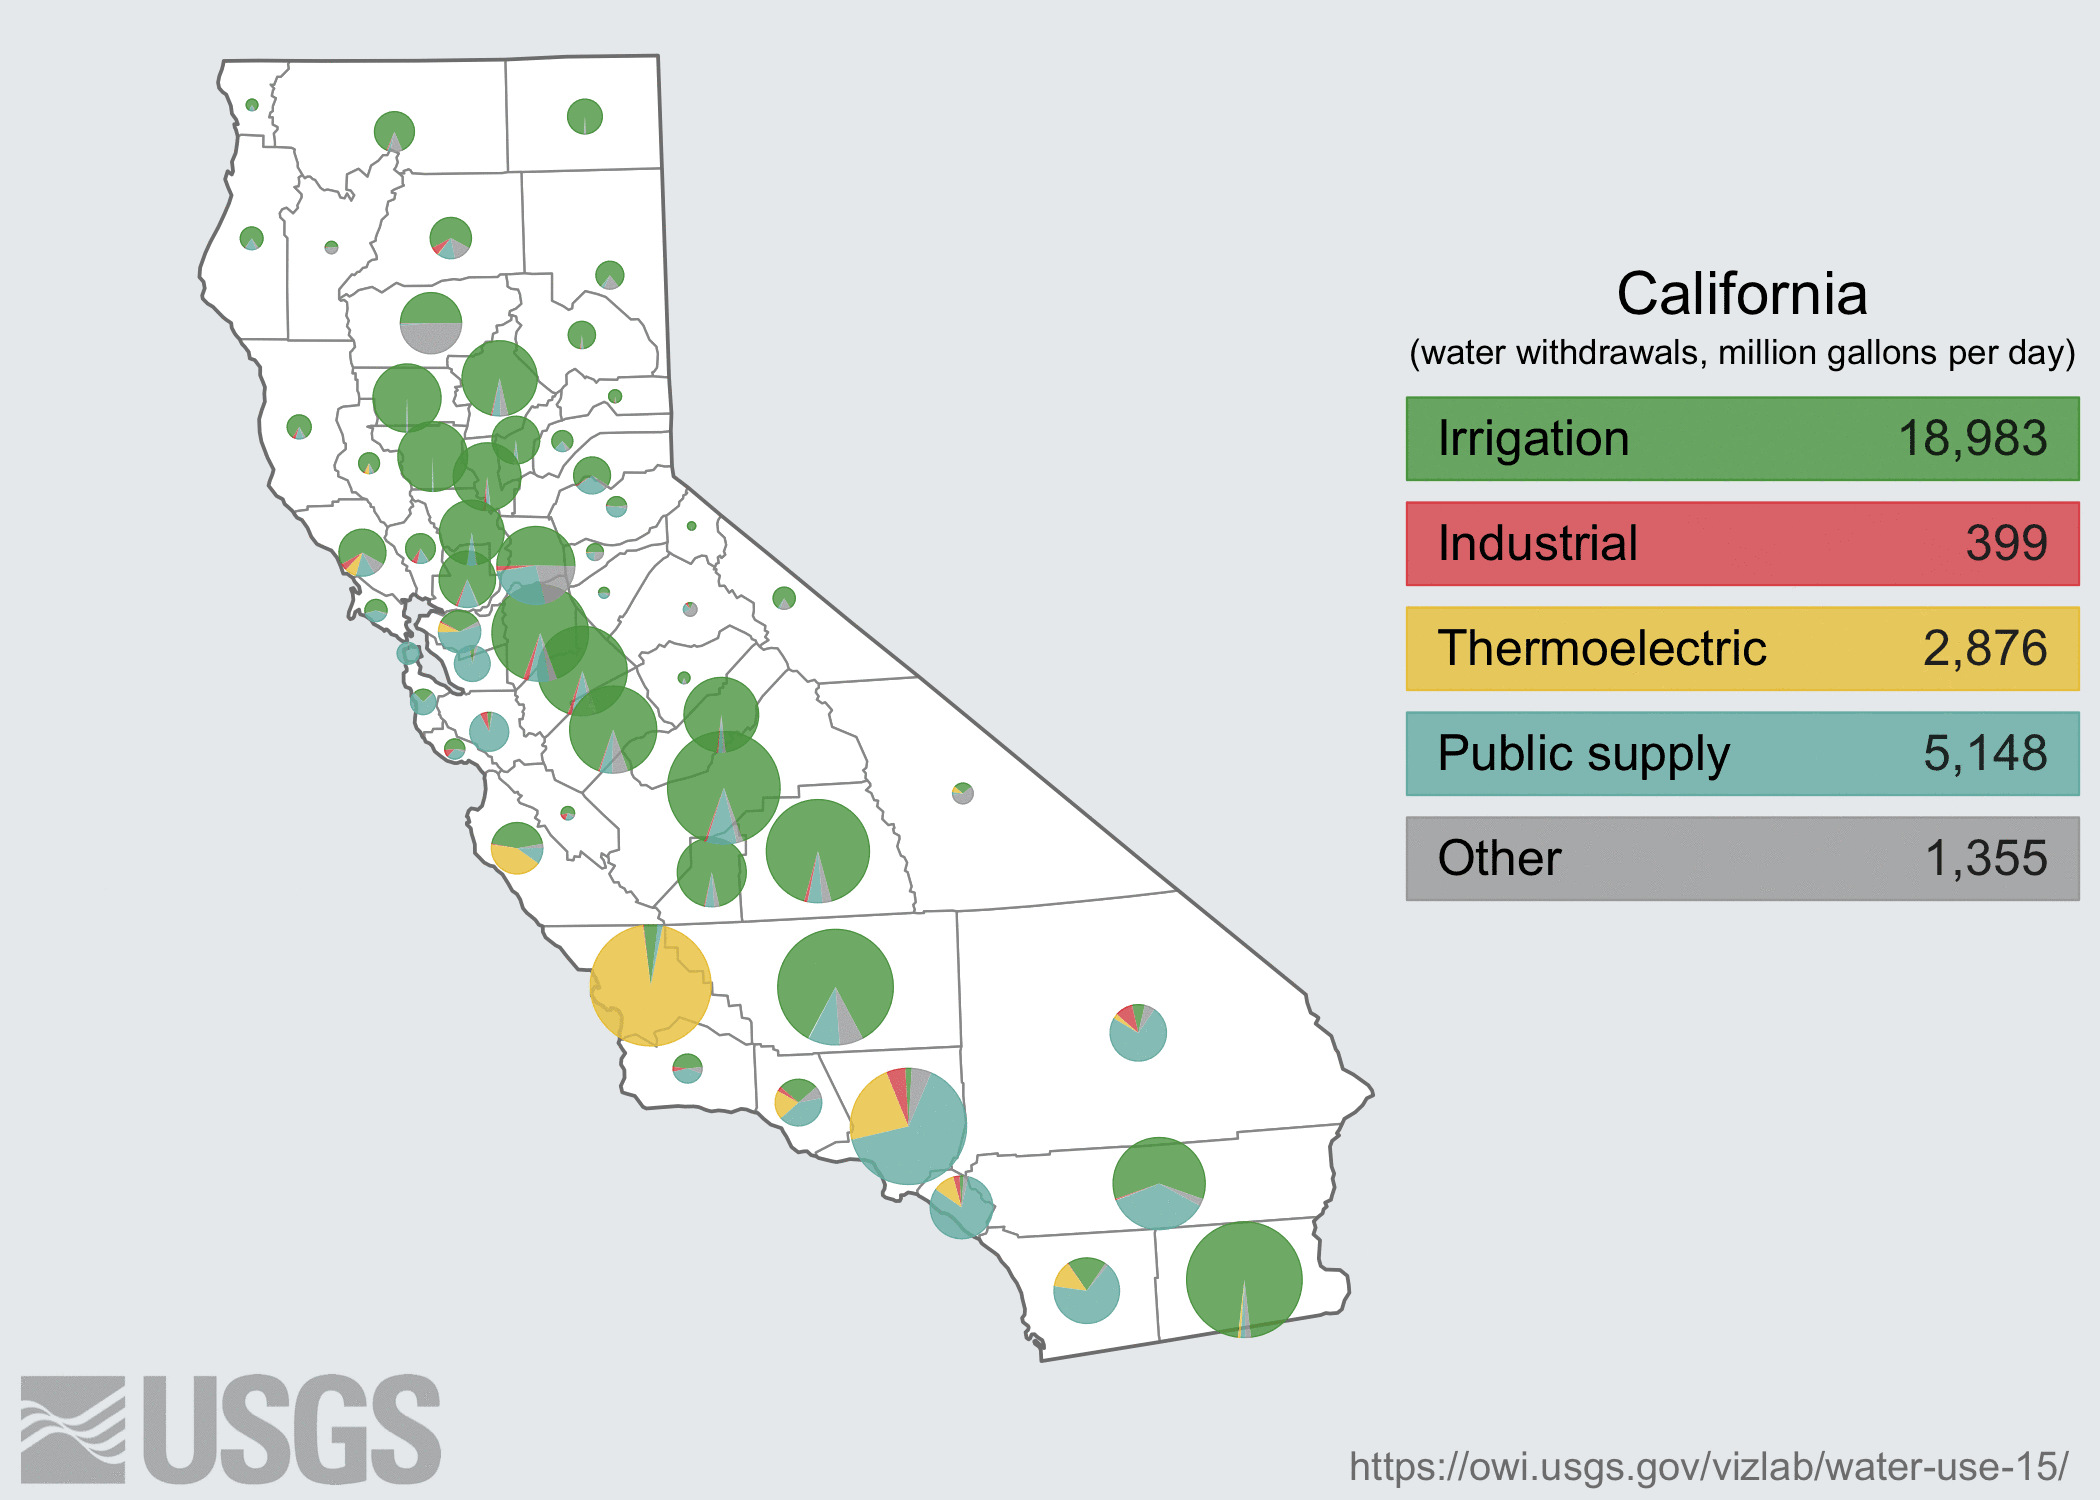 California
(water withdrawals, million gallons per day)
Irrigation 18,983
Industrial 399
Thermoelectric 2,876
Public supply 5,148
Other 1,355
USGS
https://owi.usgs.gov/vizlab/water-use-15/